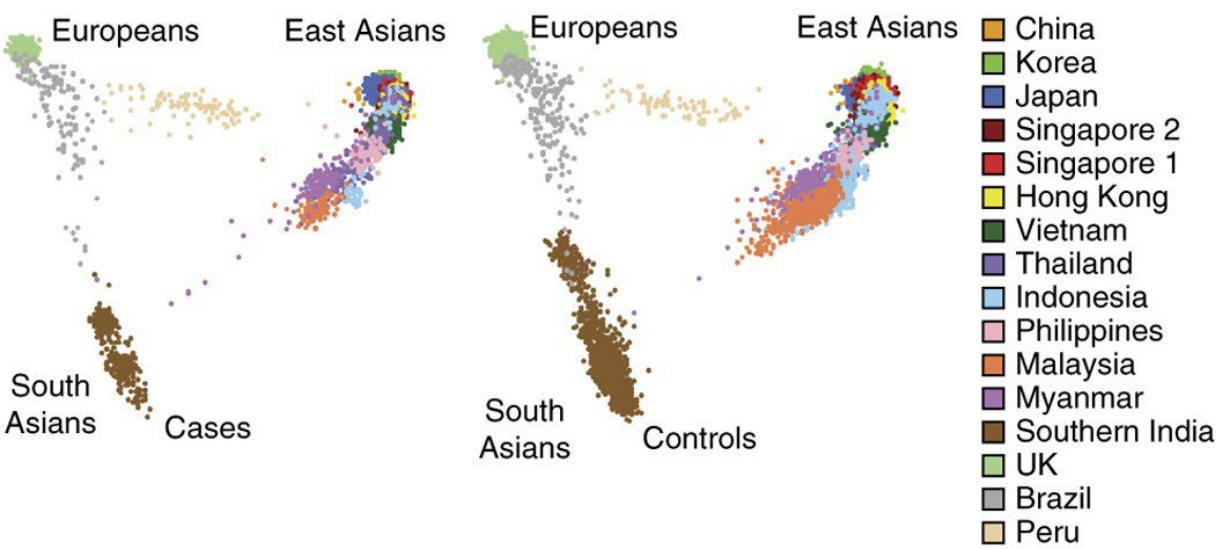 Europeans
East Asians
South
Asians
Cases
Europeans
East Asians
South
Asians
Controls
China
Korea
Japan
Singapore 2
Singapore 1
Hong Kong
Vietnam
Thailand
Indonesia
Philippines
Malaysia
Myanmar
Southern India
UK
Brazil
Peru